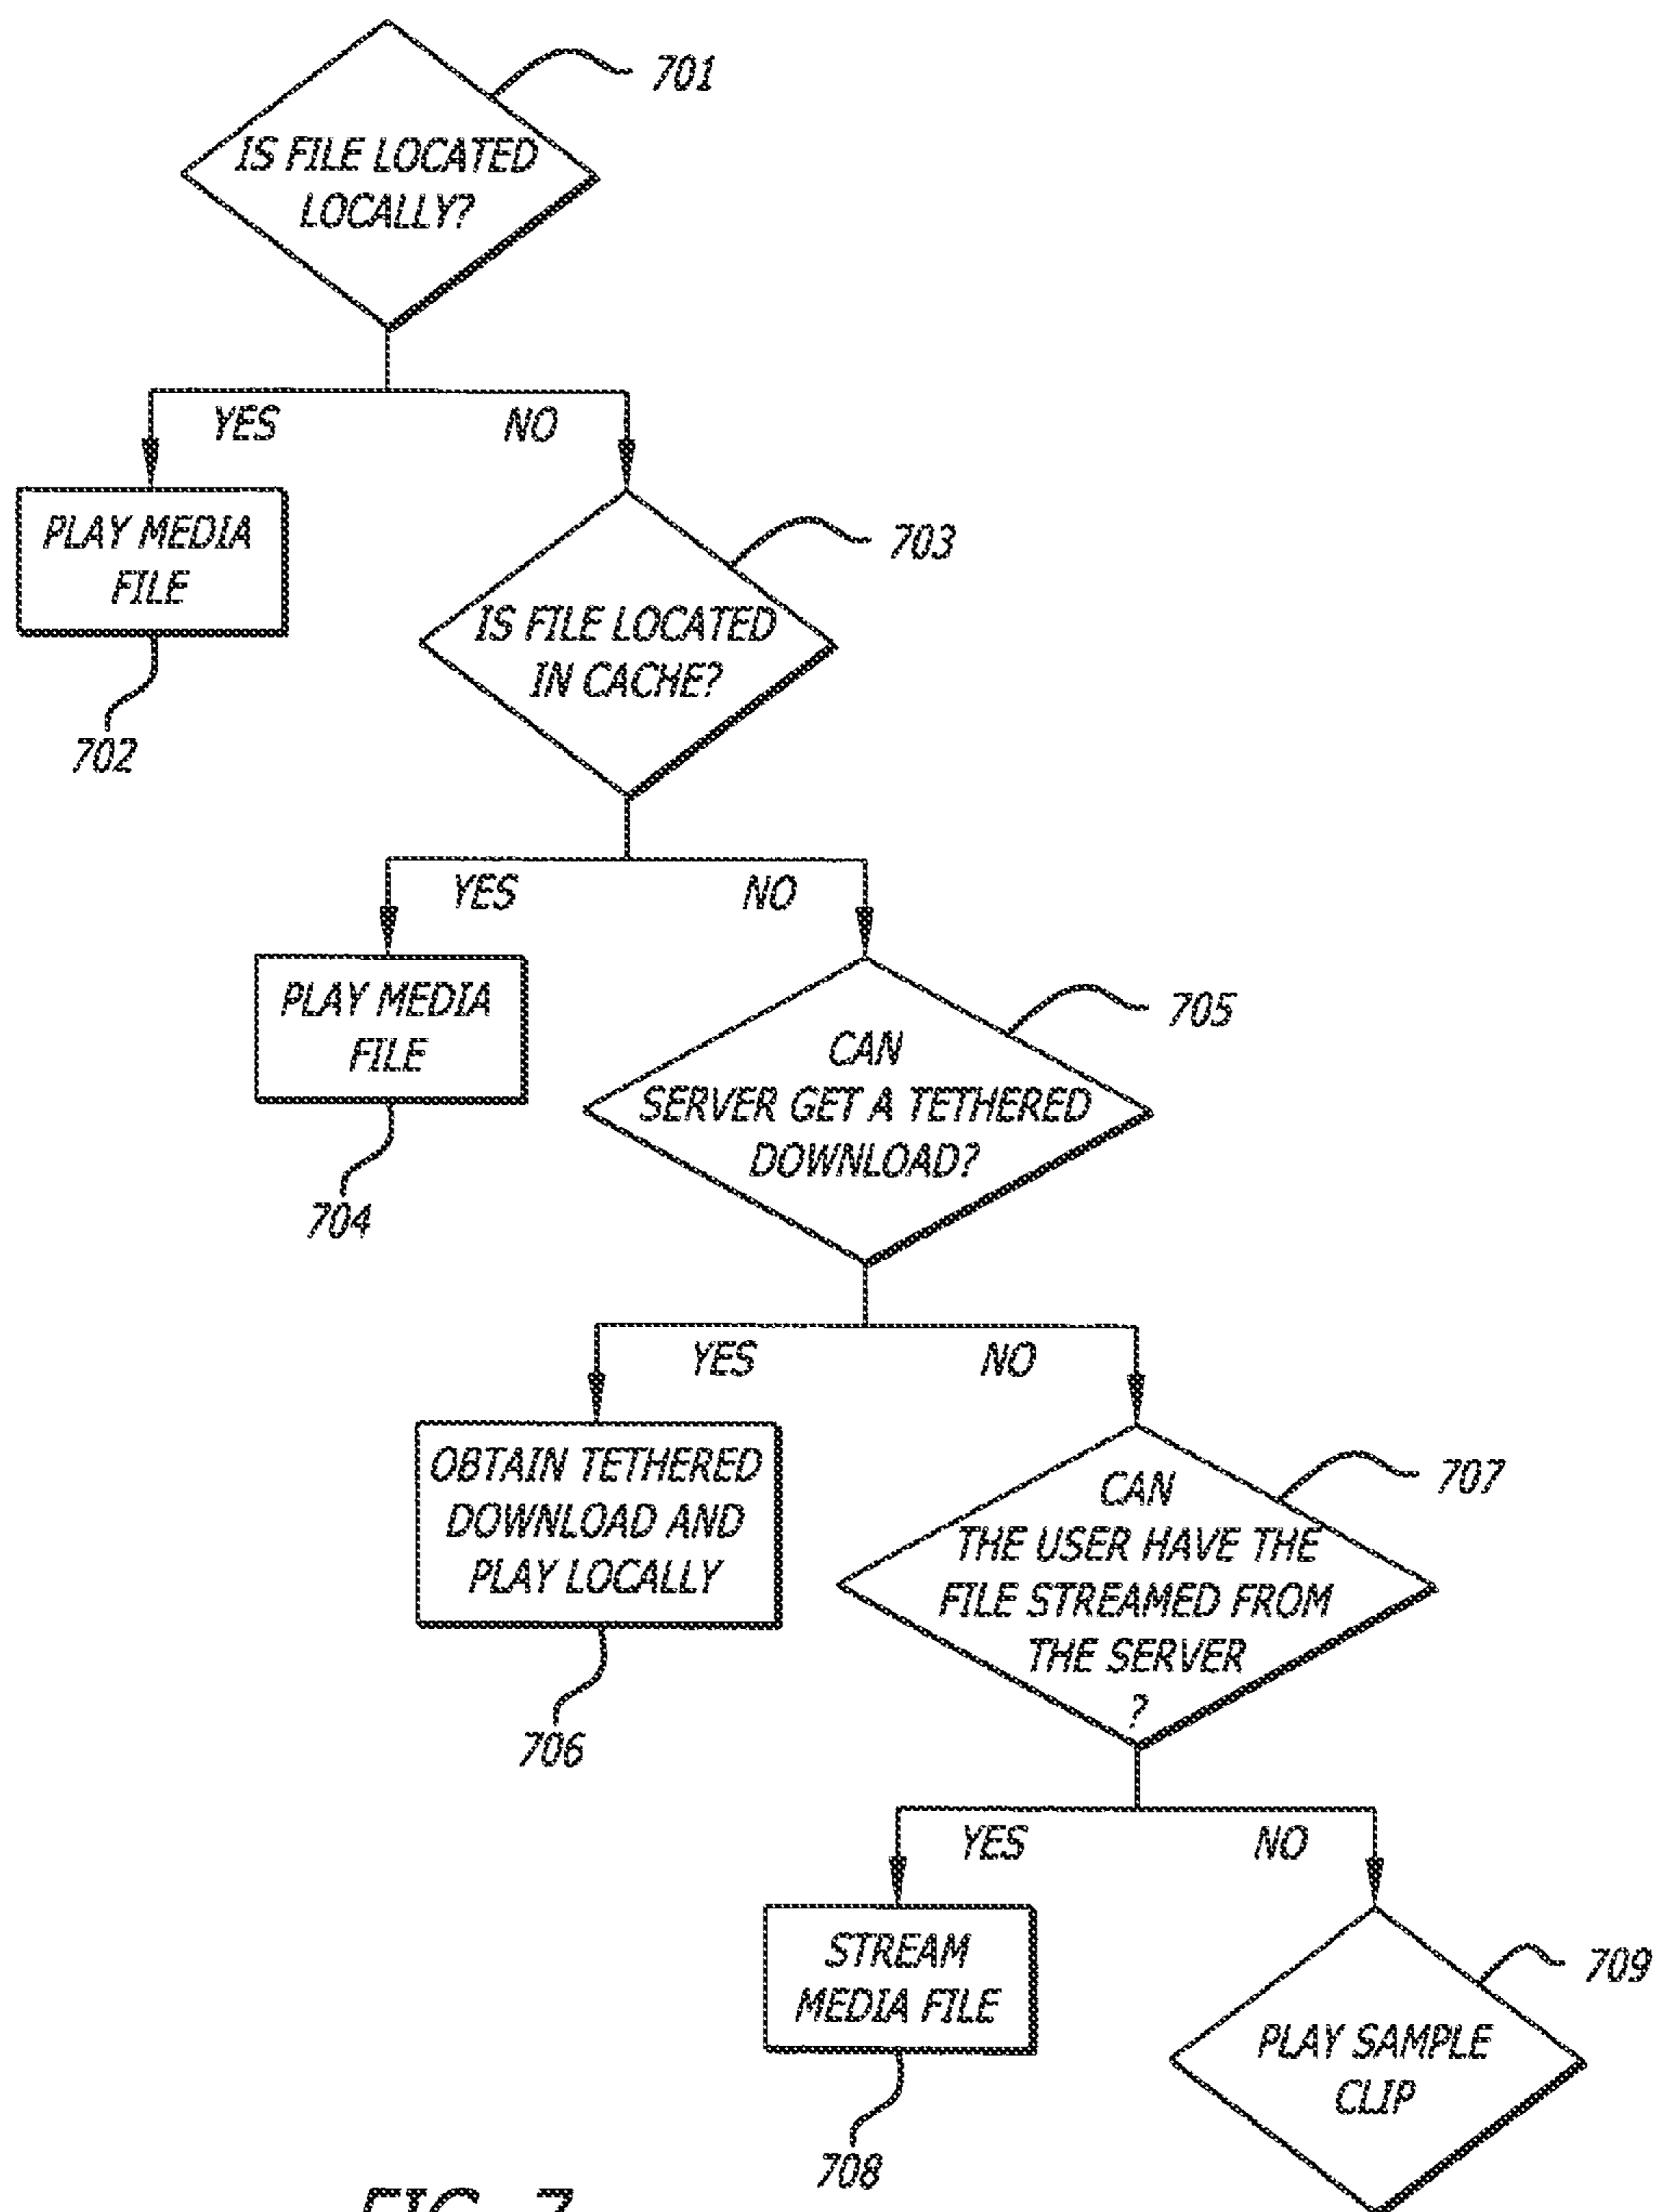 701
IS FILE LOCATED
LOCALLY?
YES
NO
PLAY MEDIA
FILE
702
703
IS FILE LOCATED
IN CACHE?
YES
NO
PLAY MEDIA
FILE
704
705
CAN
SERVER GET A TETHERED
DOWNLOAD?
YES
NO
OBTAIN TETHERED
DOWNLOAD AND
PLAY LOCALLY
706
707
CAN
THE USER HAVE THE
FILE STREAMED FROM
THE SERVER
?
YES
NO
STREAM
MEDIA FILE
708
709
PLAY SAMPLE
CLIP
FIG. 7